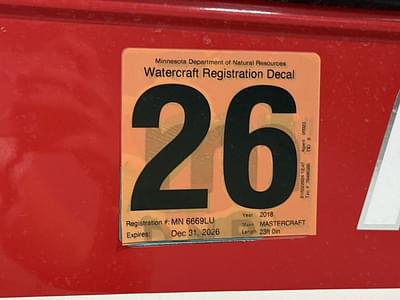 Minnesota Department of Natural Resources
Watercraft Registration Decal
26
Registration #: MN 6669LU
Expires: Dec 31, 2026
Year 2018
Make MASTERCRAFT
Length 23ft 0in